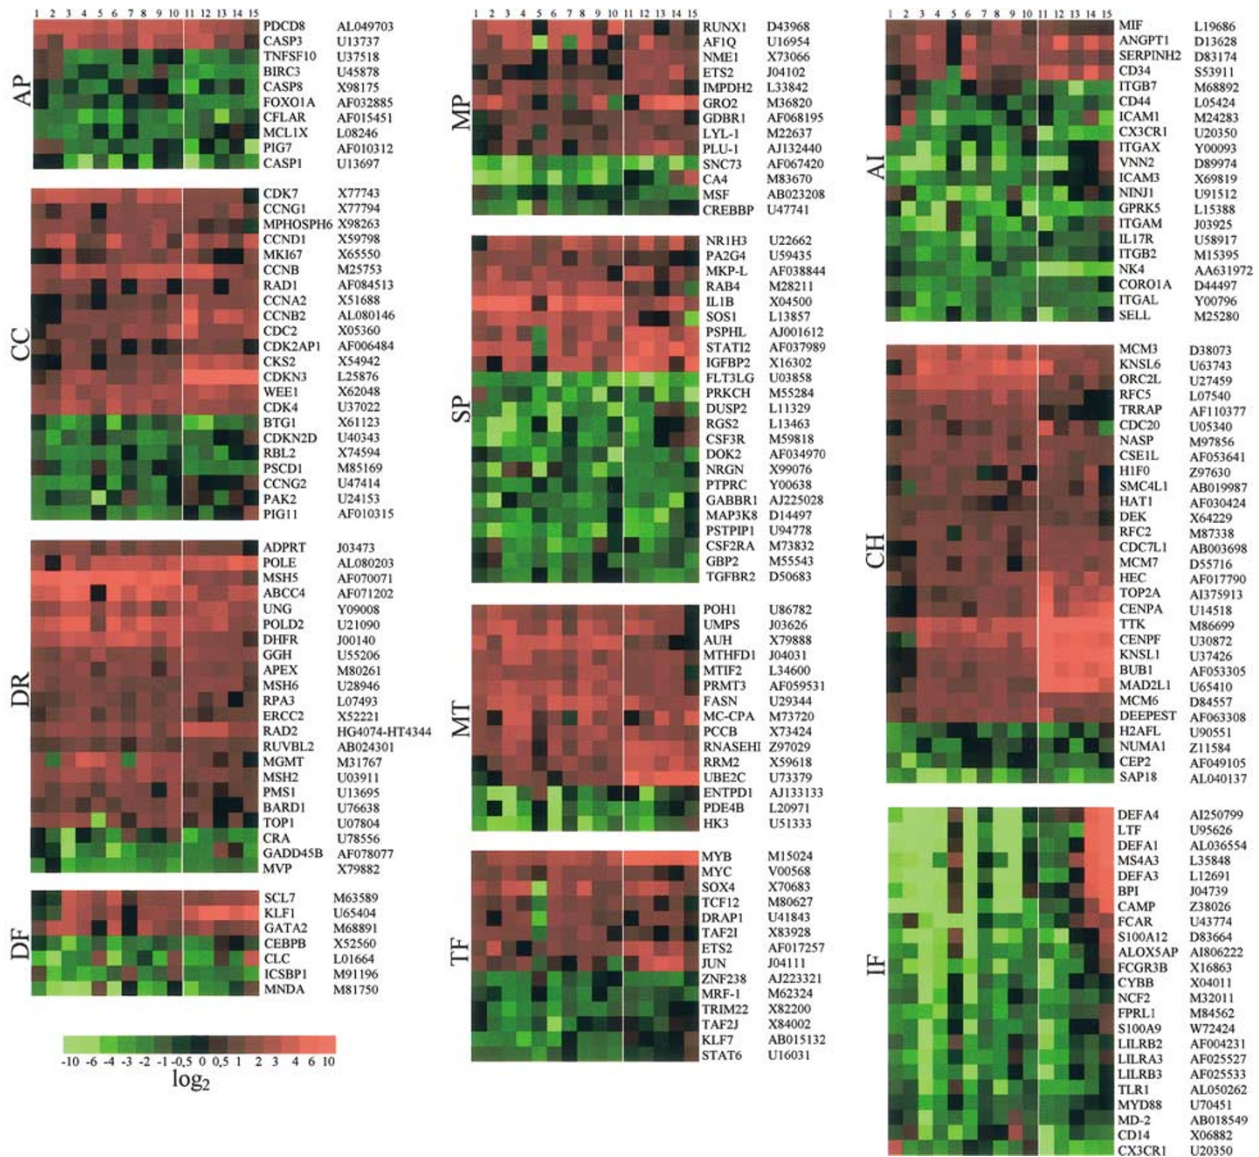 1 2 3 4 5 6 7 8 9 10 11 12 13 14 15
AP
PDCD8 AL049703
CASP3 U13737
TNFSF10 U37518
BIRC3 U45878
CASP8 X98175
FOXO1A AF032885
CFLAR AF015451
MCL1X L08246
PIG7 AF010312
CASP1 U13697
CC
CDK7 X77743
CCNG1 X77794
MPHOSPH6 X98263
CCND1 X59798
MKI67 X65550
CCNB M25753
RAD1 AF084513
CCNA2 X51688
CCNB2 AL080146
CDC2 X05360
CDK2AP1 AF006484
CKS2 X54942
CDKN3 L25876
WEE1 X62048
CDK4 U37022
BTG1 X61123
CDKN2D U40343
RBL2 X74594
PSCD1 M85169
CCNG2 U47414
PAK2 U24153
PIG11 AF010315
DR
ADPRT J03473
POLE AL080203
MSH5 AF070071
ABCC4 AF071202
UNG Y09008
POLD2 U21090
DHFR J00140
GGH U55206
APEX M80261
MSH6 U28946
RPA3 L07493
ERCC2 X52221
RAD2 HG4074-HT4344
RUVBL2 AB024301
MGMT M31767
MSH2 U03911
PMS1 U13695
BARD1 U76638
TOP1 U07804
CRA U78556
GADD45B AF078077
MVP X79882
DF
SCL7 M63589
KLF1 U65404
GATA2 M68891
CEBPB X52560
CLC L01664
ICSBP1 M91196
MNDA M81750
-10 -6 -4 -3 -2 -1 -0,5 0 0,5 1 2 3 4 6 10
log2
1 2 3 4 5 6 7 8 9 10 11 12 13 14 15
MP
RUNX1 D43968
AF1Q U16954
NME1 X73066
ETS2 J04102
IMPDH2 L33842
GRO2 M36820
GDBR1 AF068195
LYL-1 M22637
PLU-1 AJ132440
SNC73 AF067420
CA4 M83670
MSF AB023208
CREBBP U47741
SP
NR1H3 U22662
PA2G4 U59435
MKP-L AF038844
RAB4 M28211
IL1B X04500
SOS1 L13857
PSPHL AJ001612
STATI2 AF037989
IGFBP2 X16302
FLT3LG U03858
PRKCH M55284
DUSP2 L11329
RGS2 L13463
CSF3R M59818
DOK2 AF034970
NRGN X99076
PTPRC Y00638
GABBR1 AJ225028
MAP3K8 D14497
PSTPIP1 U94778
CSF2RA M73832
GBP2 M55543
TGFBR2 D50683
MT
POH1 U86782
UMPS J03626
AUH X79888
MTHFD1 J04031
MTIF2 L34600
PRMT3 AF059531
FASN U29344
MC-CPA M73720
PCCB X73424
RNASEHI Z97029
RRM2 X59618
UBE2C U73379
ENTPD1 AJ133133
PDE4B L20971
HK3 U51333
TF
MYB M15024
MYC V00568
SOX4 X70683
TCF12 M80627
DRAP1 U41843
TAF2I X83928
ETS2 AF017257
JUN J04111
ZNF238 AJ223321
MRF-1 M62324
TRIM22 X82200
TAF2J X84002
KLF7 AB015132
STAT6 U16031
1 2 3 4 5 6 7 8 9 10 11 12 13 14 15
AI
MIF L19686
ANGPT1 D13628
SERPINH2 D83174
CD34 S53911
ITGB7 M68892
CD44 L05424
ICAM1 M24283
CX3CR1 U20350
ITGAX Y00093
VNN2 D89974
ICAM3 X69819
NINJ1 U91512
GPRK5 L15388
ITGAM J03925
IL17R U58917
ITGB2 M15395
NK4 AA631972
CORO1A D44497
ITGAL Y00796
SELL M25280
CH
MCM3 D38073
KNSL6 U63743
ORC2L U27459
RFC5 L07540
TRRAP AF110377
CDC20 U05340
NASP M97856
CSE1L AF053641
H1F0 Z97630
SMC4L1 AB019987
HAT1 AF030424
DEK X64229
RFC2 M87338
CDC7L1 AB003698
MCM7 D55716
HEC AF017790
TOP2A AI375913
CENPA U14518
TTK M86699
CENPF U30872
KNSL1 U37426
BUB1 AF053305
MAD2L1 U65410
MCM6 D84557
DEEPEST AF063308
H2AFL U90551
NUMA1 Z11584
CEP2 AF049105
SAP18 AL040137
IF
DEFA4 AI250799
LTF U95626
DEFA1 AL036554
MS4A3 L35848
DEFA3 L12691
BPI J04739
CAMP Z38026
FCAR U43774
S100A12 D83664
ALOX5AP AI806222
FCGR3B X16863
CYBB X04011
NCF2 M32011
FPRL1 M84562
S100A9 W72424
LILRB2 AF004231
LILRA3 AF025527
LILRB3 AF025533
TLR1 AL050262
MYD88 U70451
MD-2 AB018549
CD14 X06882
CX3CR1 U20350